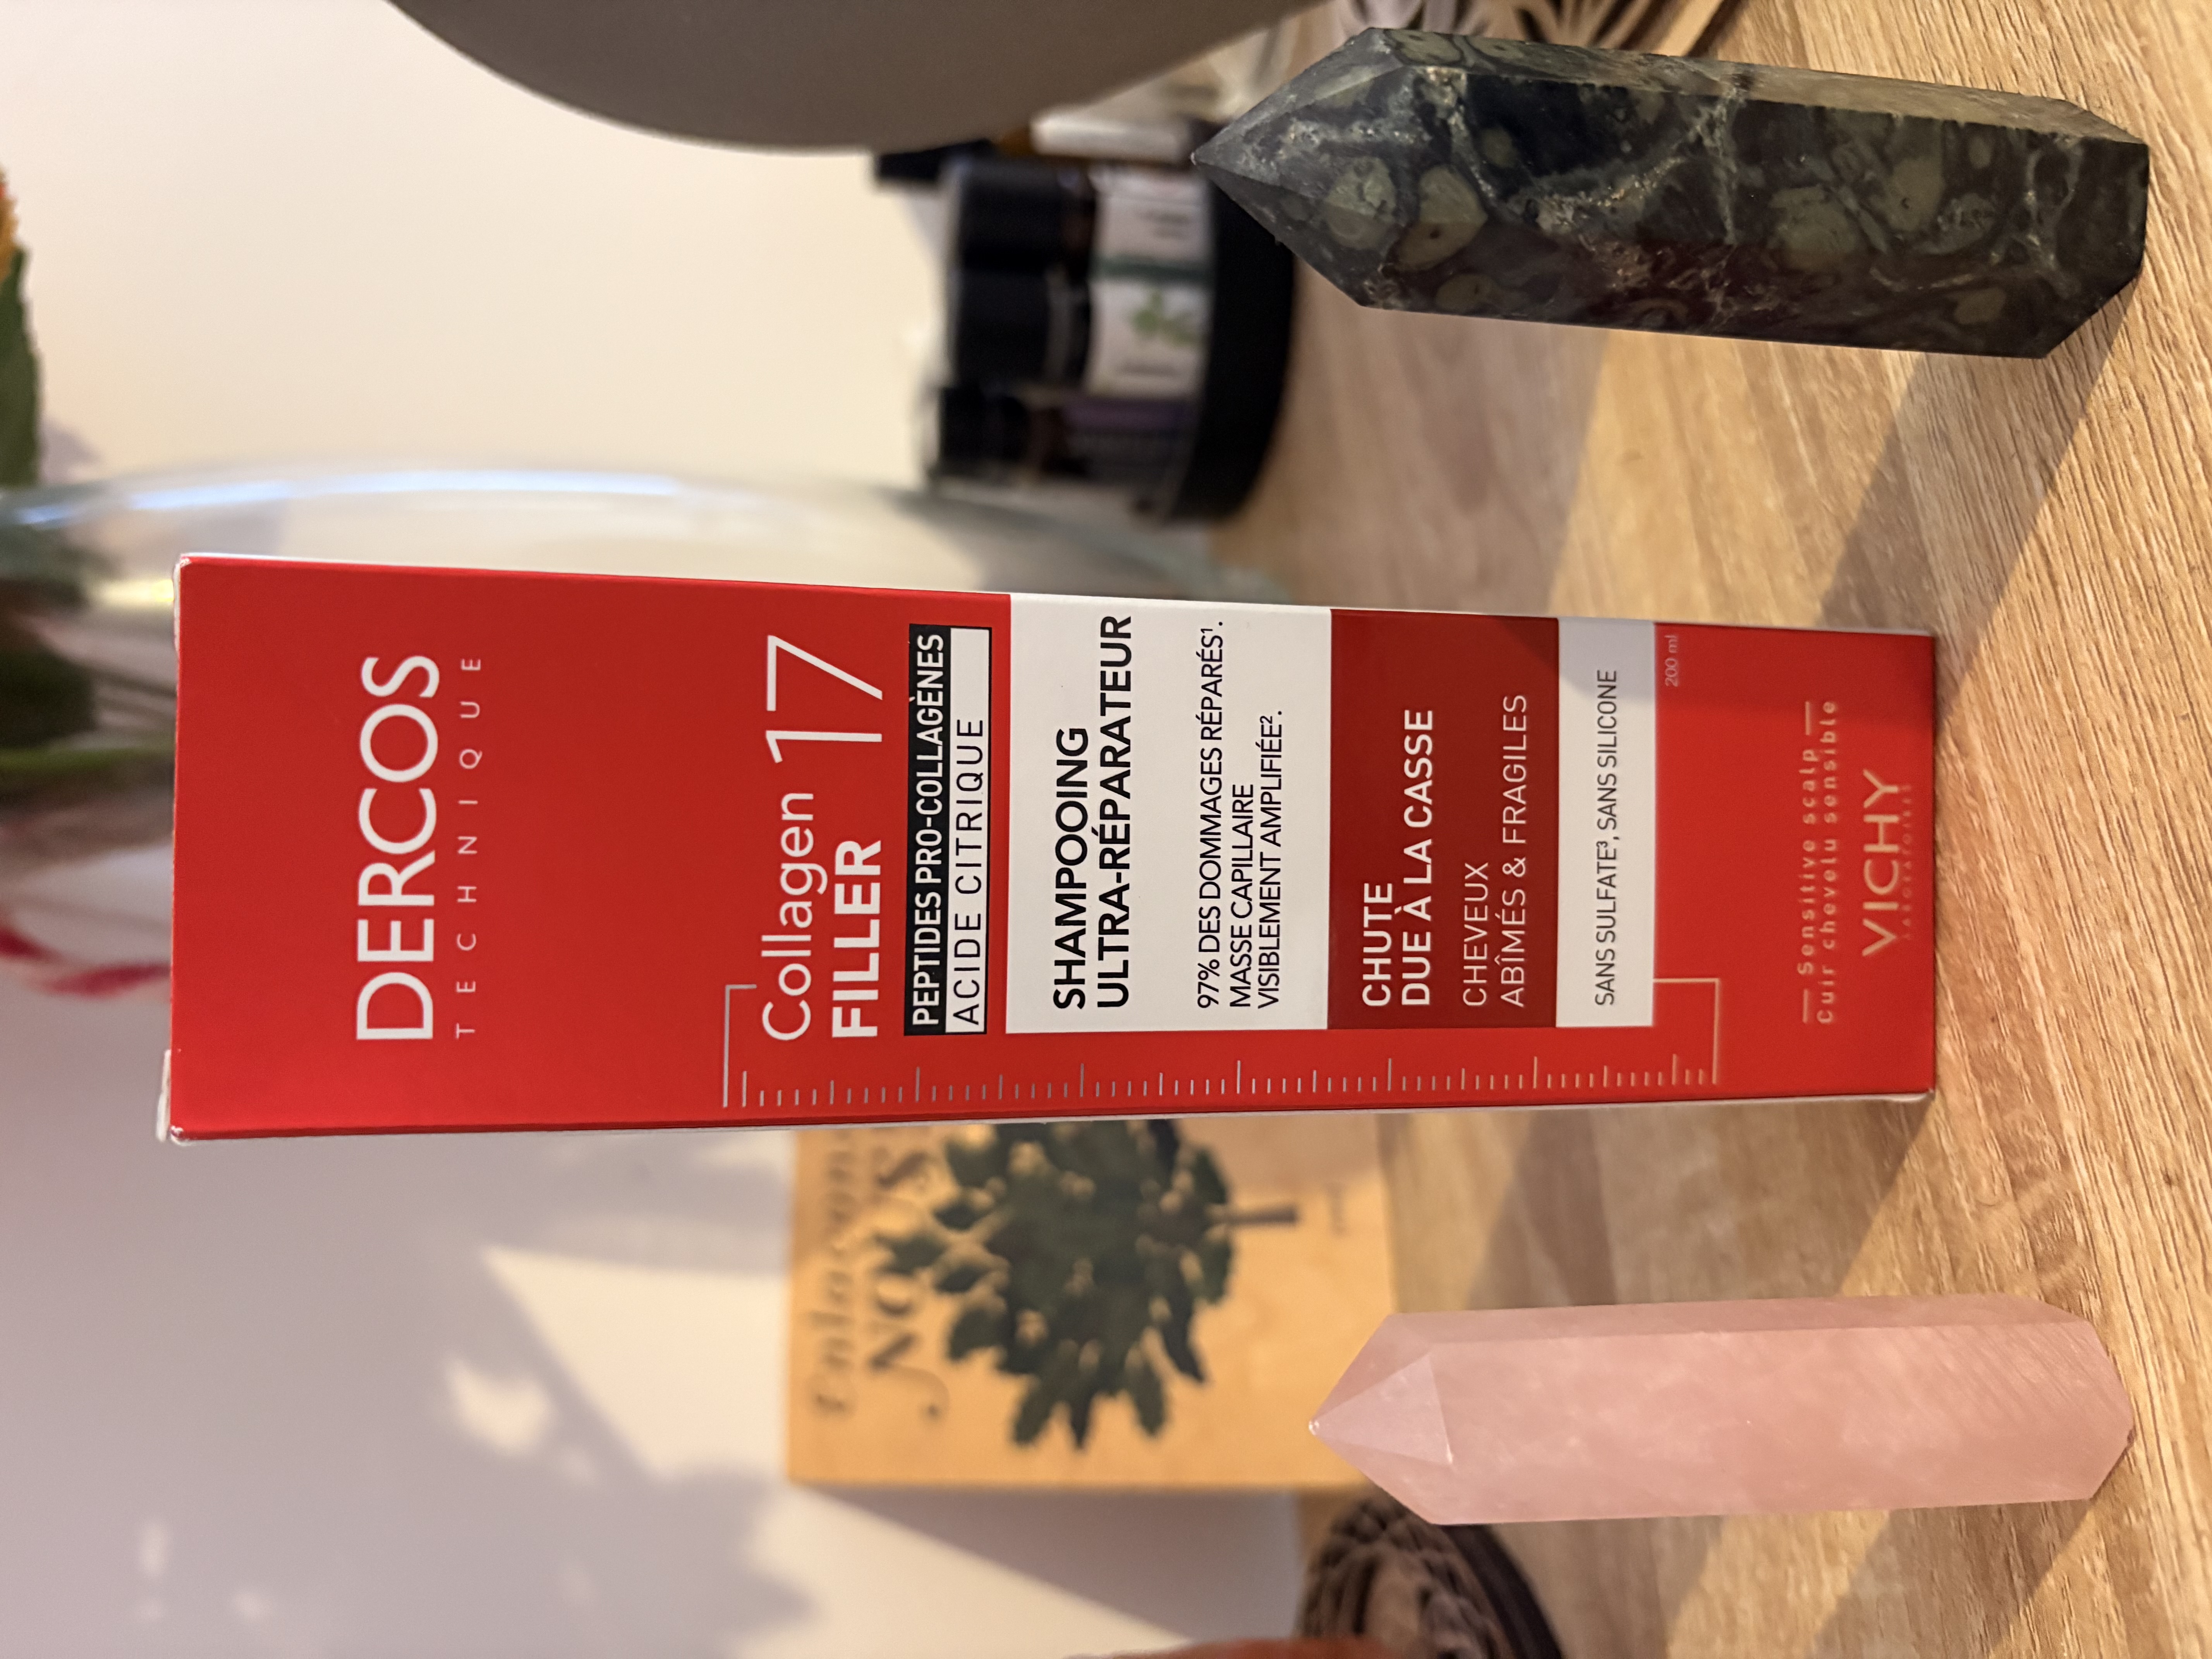 DERCOS
TECHNIQUE
Collagen 17
FILLER
PEPTIDES PRO-COLLAGÈNES
ACIDE CITRIQUE
SHAMPOOING
ULTRA-RÉPARATEUR
97% DES DOMMAGES RÉPARÉS¹.
MASSE CAPILLAIRE
VISIBLEMENT AMPLIFIÉE².
CHUTE
DUE À LA CASSE
CHEVEUX
ABÎMÉS & FRAGILES
SANS SULFATE³, SANS SILICONE
200 ml
Sensitive scalp
Cuir chevelu sensible
VICHY
LABORATOIRES
NOUS